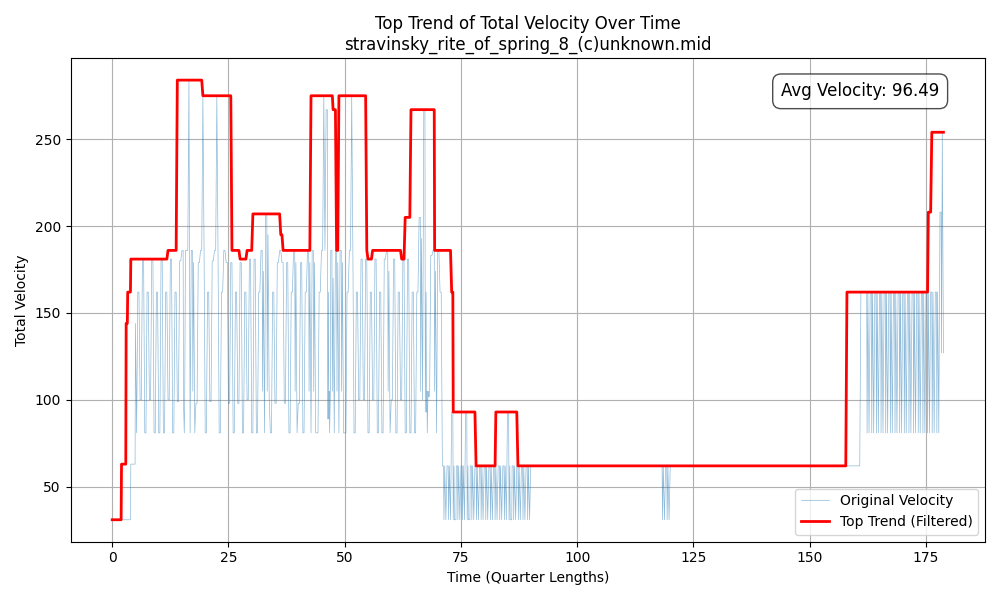 Top Trend of Total Velocity Over Time
stravinsky_rite_of_spring_8_(c)unknown.mid
Avg Velocity: 96.49
Total Velocity
250
200
150
100
50
0
25
50
75
100
125
150
175
Time (Quarter Lengths)
Original Velocity
Top Trend (Filtered)